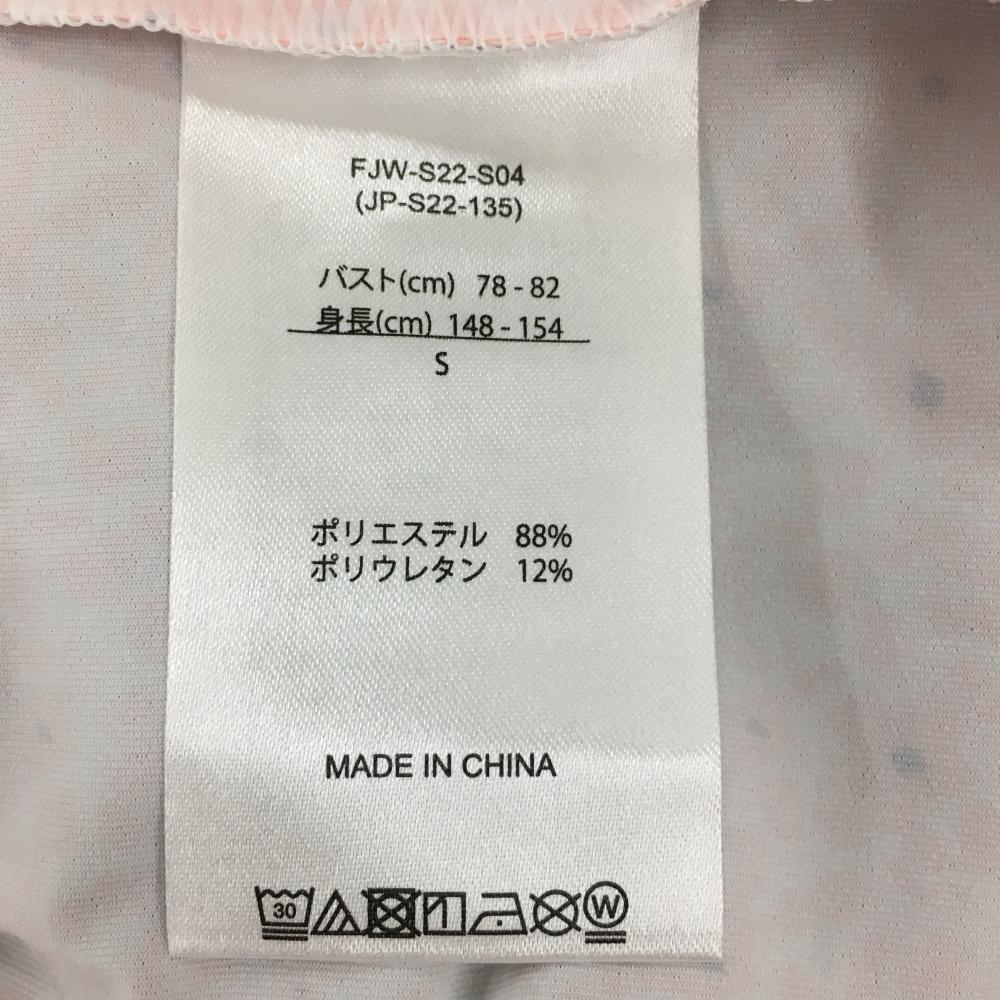 FJW-S22-S04
(JP-S22-135)
バスト(cm) 78 - 82
身長(cm) 148 - 154
S
ポリエステル 88%
ポリウレタン 12%
MADE IN CHINA
30 W